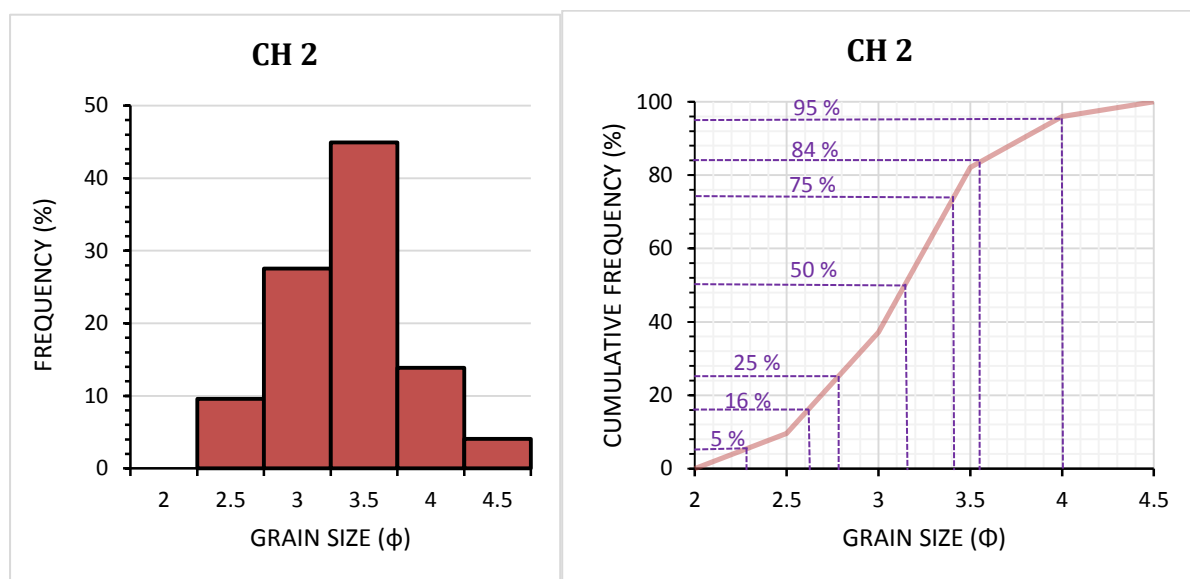 CH 2
50
40
30
20
10
0
FREQUENCY (%)
2 2.5 3 3.5 4 4.5
GRAIN SIZE (ϕ)
CH 2
100
80
60
40
20
0
CUMULATIVE FREQUENCY (%)
95 %
84 %
75 %
50 %
25 %
16 %
5 %
2 2.5 3 3.5 4 4.5
GRAIN SIZE (Φ)